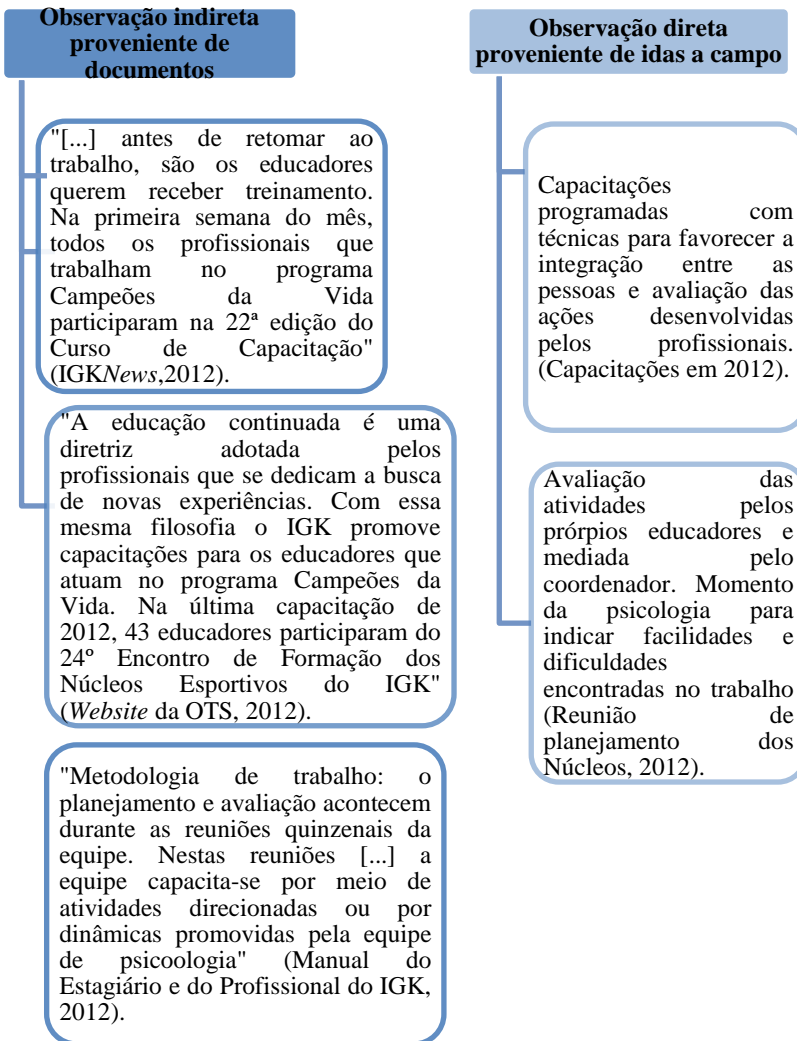 Observação indireta
proveniente de
documentos
"[...] antes de retomar ao
trabalho, são os educadores
querem receber treinamento.
Na primeira semana do mês,
todos os profissionais que
trabalham no programa
Campeões da Vida
participaram na 22ª edição do
Curso de Capacitação"
(IGKNews,2012).
"A educação continuada é uma
diretriz adotada pelos
profissionais que se dedicam a busca
de novas experiências. Com essa
mesma filosofia o IGK promove
capacitações para os educadores que
atuam no programa Campeões da
Vida. Na última capacitação de
2012, 43 educadores participaram do
24º Encontro de Formação dos
Núcleos Esportivos do IGK"
(Website da OTS, 2012).
"Metodologia de trabalho: o
planejamento e avaliação acontecem
durante as reuniões quinzenais da
equipe. Nestas reuniões [...] a
equipe capacita-se por meio de
atividades direcionadas ou por
dinâmicas promovidas pela equipe
de psicoologia" (Manual do
Estagiário e do Profissional do IGK,
2012).
Observação direta
proveniente de idas a campo
Capacitações
programadas com
técnicas para favorecer a
integração entre as
pessoas e avaliação das
ações desenvolvidas
pelos profissionais.
(Capacitações em 2012).
Avaliação das
atividades pelos
prórpios educadores e
mediada pelo
coordenador. Momento
da psicologia para
indicar facilidades e
dificuldades
encontradas no trabalho
(Reunião de
planejamento dos
Núcleos, 2012).